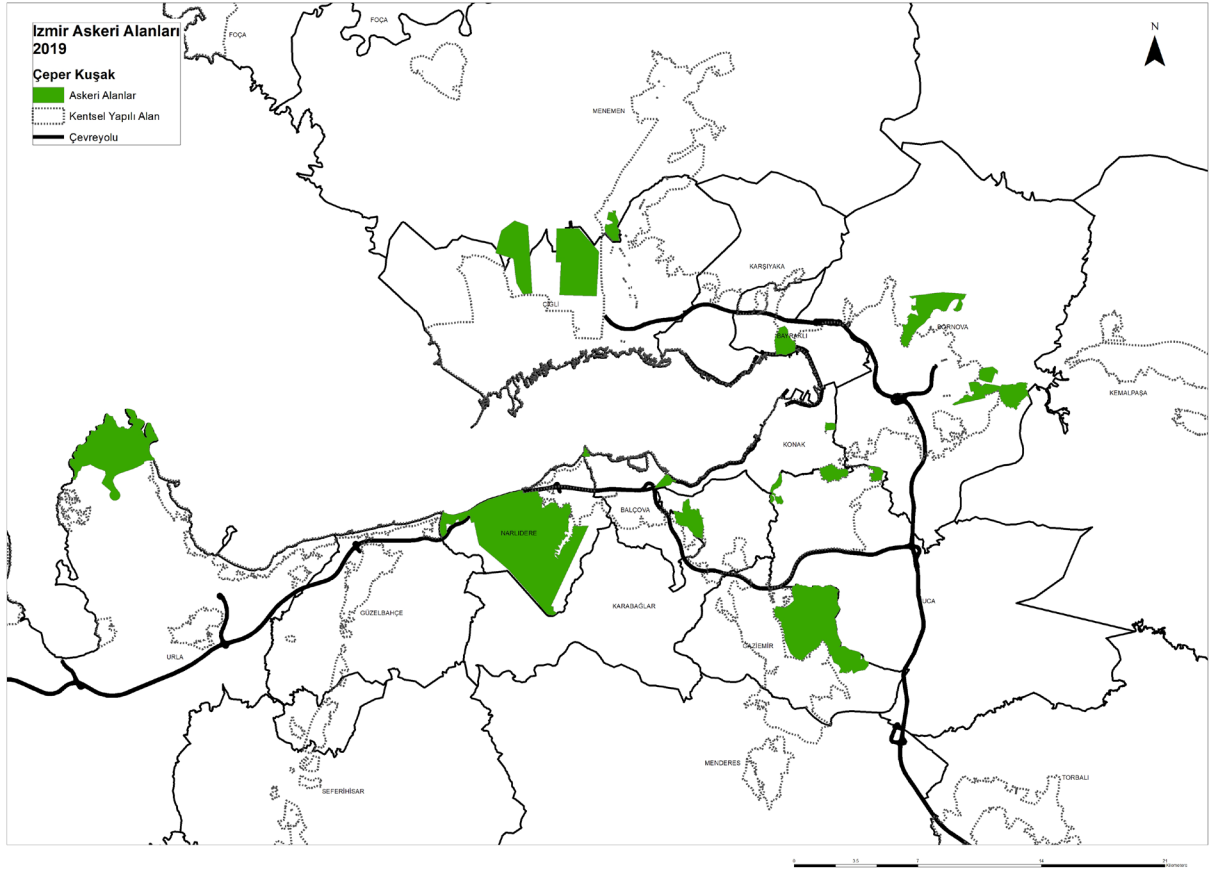 Izmir Askeri Alanları
2019
Çeper Kuşak
Askeri Alanlar
Kentsel Yapılı Alan
Çevreyolu
FOÇA
FOÇA
N
MENEMEN
KARŞIYAKA
ÇİĞLİ
BAYRAKLI
BORNOVA
KEMALPAŞA
KONAK
BALÇOVA
NARLIDERE
KARABAĞLAR
GÜZELBAHÇE
UCA
GAZİEMİR
URLA
MENDERES
TORBALI
SEFERİHİSAR
0 3.5 7 14 21
Kilometers